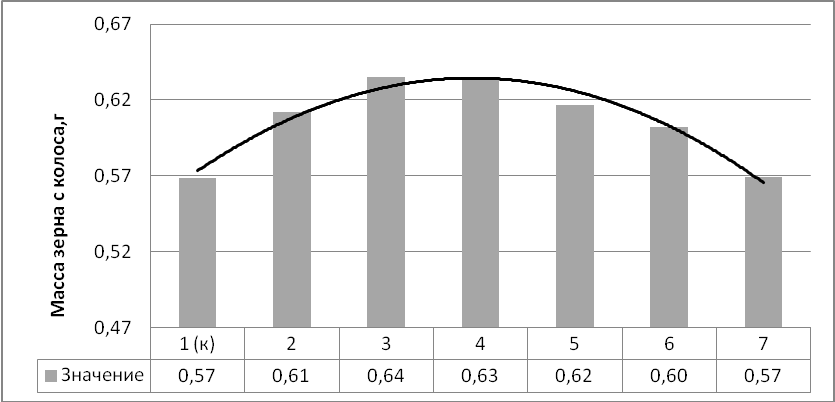 Масса зерна с колоса,г
0,67
0,62
0,57
0,52
0,47
1 (к) 2 3 4 5 6 7
Значение 0,57 0,61 0,64 0,63 0,62 0,60 0,57